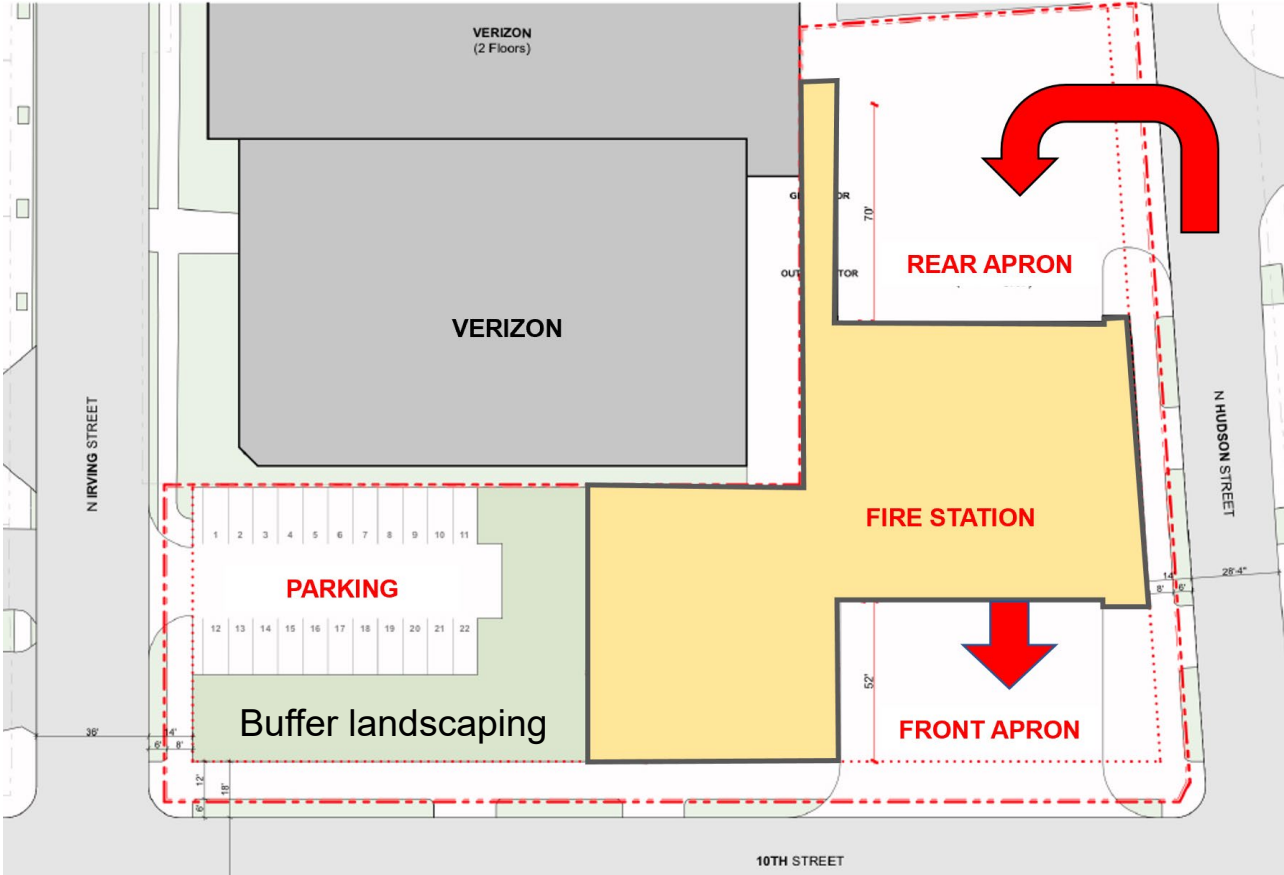 VERIZON
(2 Floors)
70'
REAR APRON
VERIZON
N IRVING STREET
N HUDSON STREET
FIRE STATION
1 2 3 4 5 6 7 8 9 10 11
PARKING
12 13 14 15 16 17 18 19 20 21 22
14'
8' 6'
28'-4"
52'
Buffer landscaping
FRONT APRON
36'
14'
6' 8'
12'
18'
6'
10TH STREET